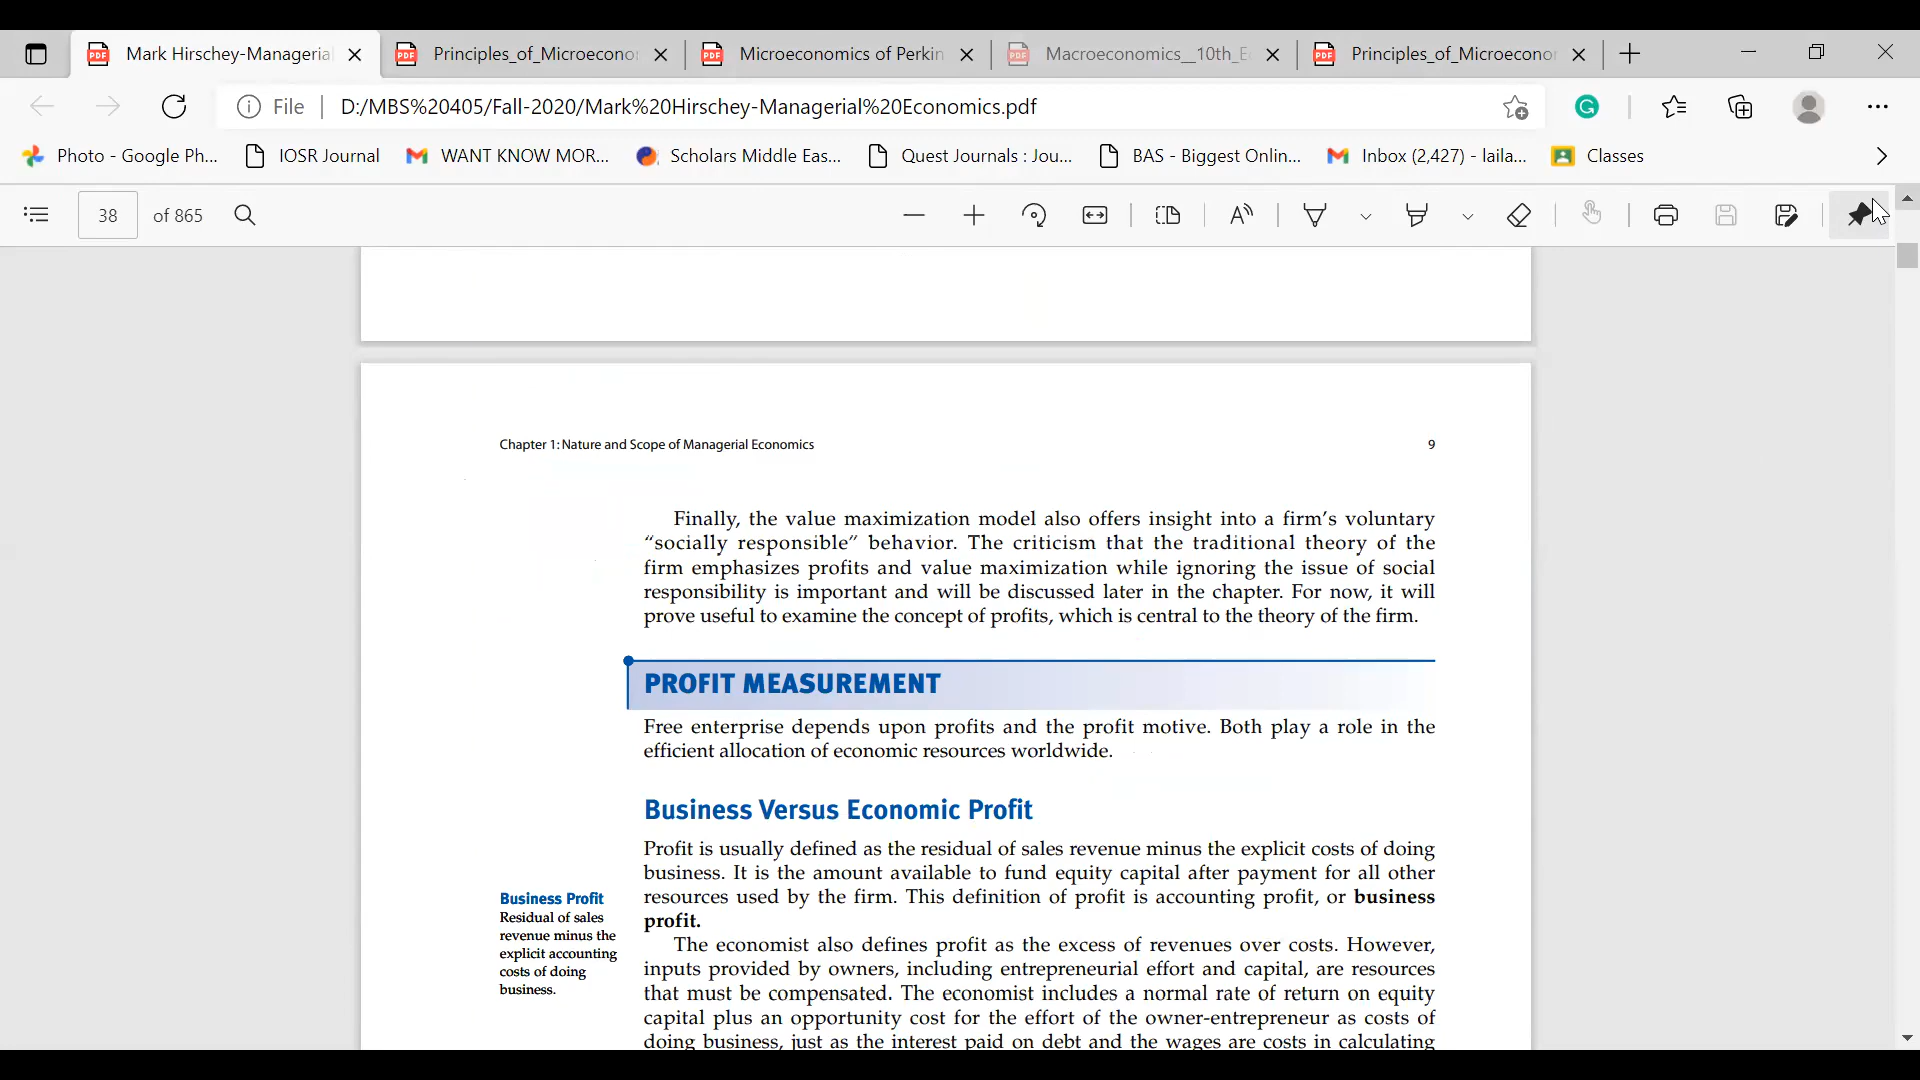 Mark Hirschey-Managerial
Principles_of_Microecono
Microeconomics of Perkin
Macroeconomics__10th_E
Principles_of_Microeconor
File
D:/MBS%20405/Fall-2020/Mark%20Hirschey-Managerial%20Economics.pdf
Photo - Google Ph...
IOSR Journal
WANT KNOW MOR...
Scholars Middle Eas...
Quest Journals : Jou...
BAS - Biggest Onlin...
Inbox (2,427) - laila...
Classes
38 of 865
Chapter 1: Nature and Scope of Managerial Economics 9
Finally, the value maximization model also offers insight into a firm's voluntary
"socially responsible" behavior. The criticism that the traditional theory of the
firm emphasizes profits and value maximization while ignoring the issue of social
responsibility is important and will be discussed later in the chapter. For now, it will
prove useful to examine the concept of profits, which is central to the theory of the firm.
PROFIT MEASUREMENT
Free enterprise depends upon profits and the profit motive. Both play a role in the
efficient allocation of economic resources worldwide.
Business Versus Economic Profit
Profit is usually defined as the residual of sales revenue minus the explicit costs of doing
business. It is the amount available to fund equity capital after payment for all other
resources used by the firm. This definition of profit is accounting profit, or business
profit.
Business Profit
Residual of sales
revenue minus the
explicit accounting
costs of doing
business.
The economist also defines profit as the excess of revenues over costs. However,
inputs provided by owners, including entrepreneurial effort and capital, are resources
that must be compensated. The economist includes a normal rate of return on equity
capital plus an opportunity cost for the effort of the owner-entrepreneur as costs of
doing business, just as the interest paid on debt and the wages are costs in calculating